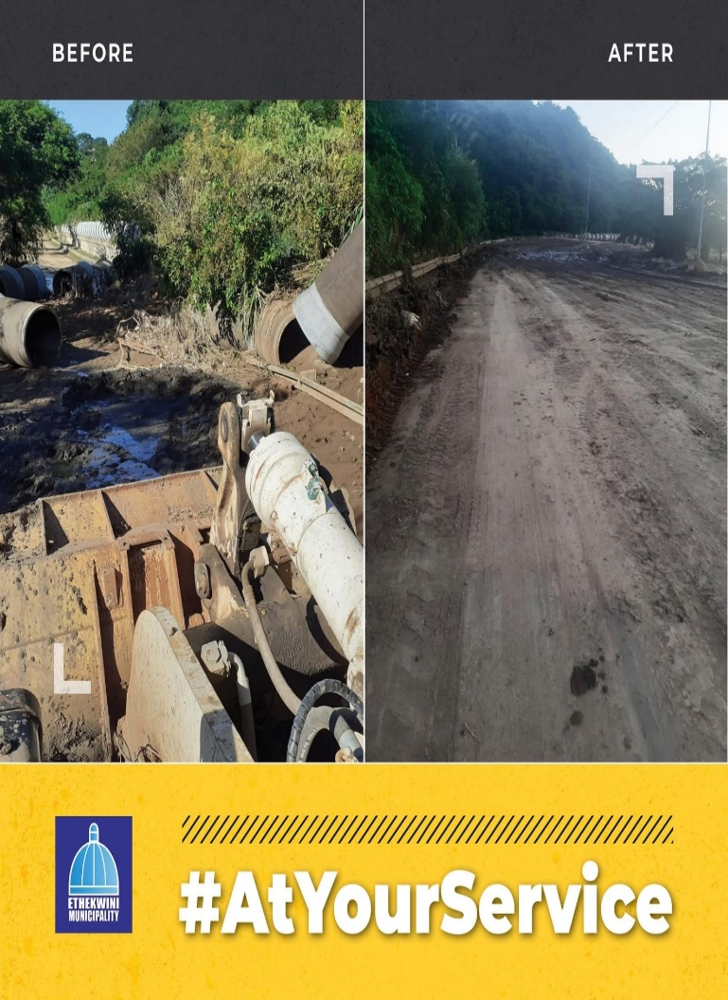 BEFORE
AFTER
ETHEKWINI
MUNICIPALITY
#AtYourService